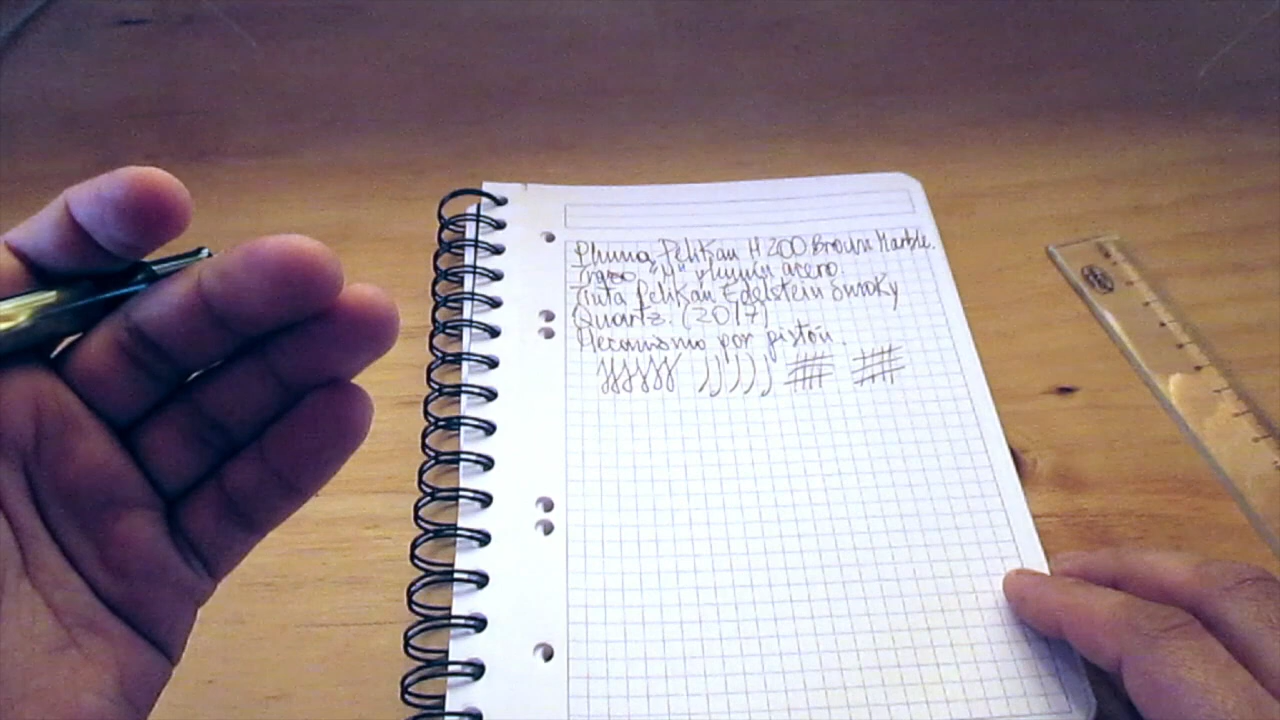 Pluma Pelikan M200 Brown Marble.
Trazo "M" plumín acero.
Tinta Pelikan Edelstein Smoky
Quartz. (2017)
Mecanismo por pistón.